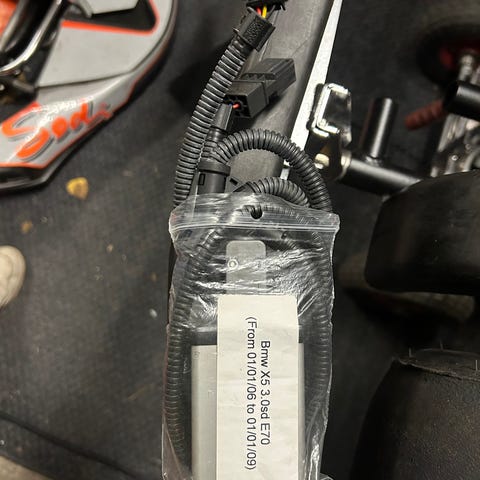 Bmw X5 3.0sd E70
(From 01/01/06 to 01/01/09)